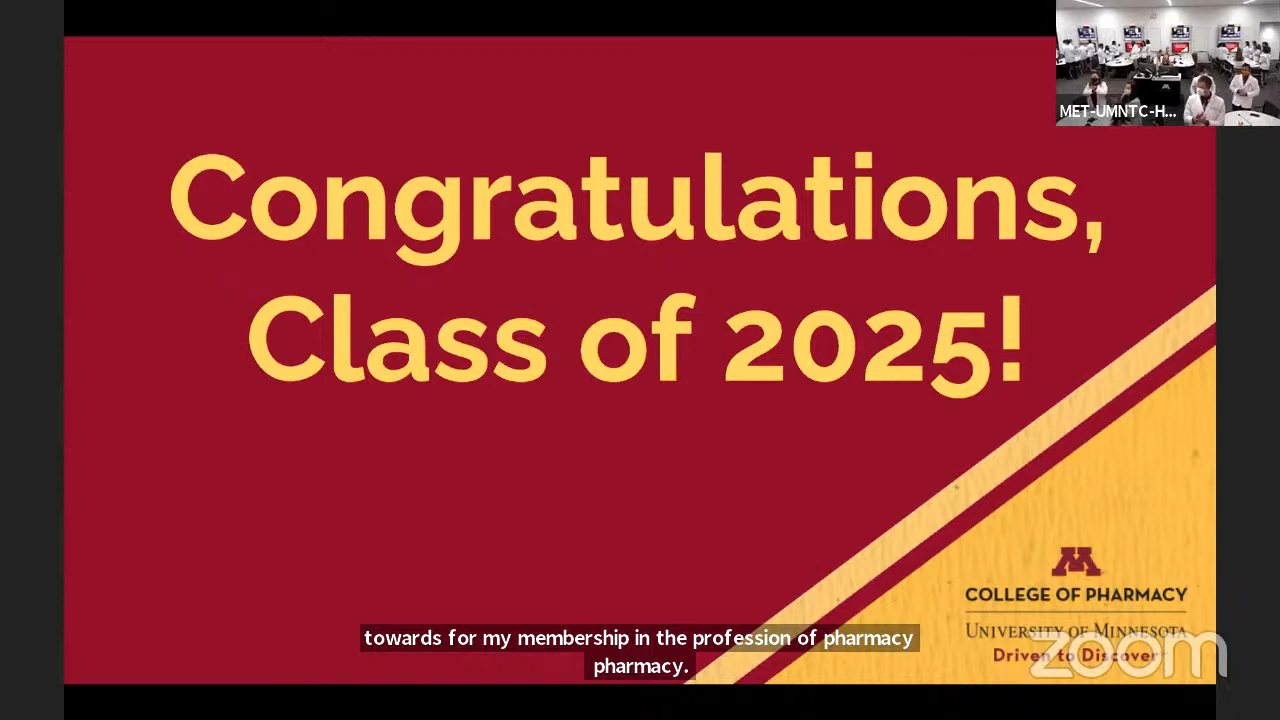 MET-UMNTC-H...
Congratulations,
Class of 2025!
COLLEGE OF PHARMACY
UNIVERSITY OF MINNESOTA
Driven to Discover
zoom
towards for my membership in the profession of pharmacy
pharmacy.